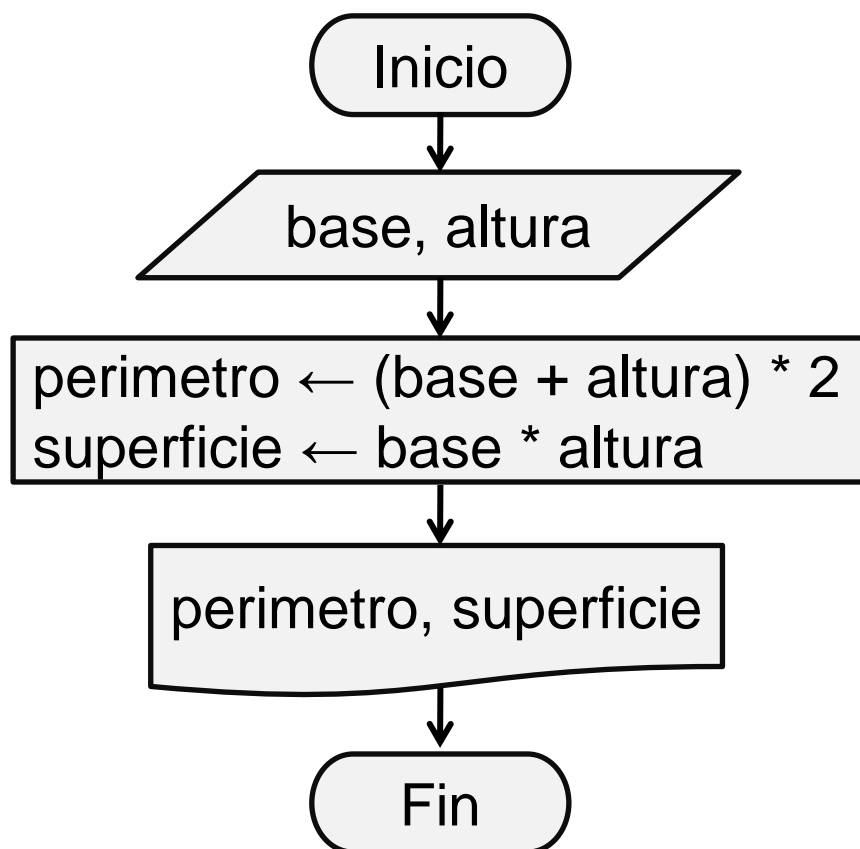 Inicio
base, altura
perimetro ← (base + altura) * 2
superficie ← base * altura
perimetro, superficie
Fin